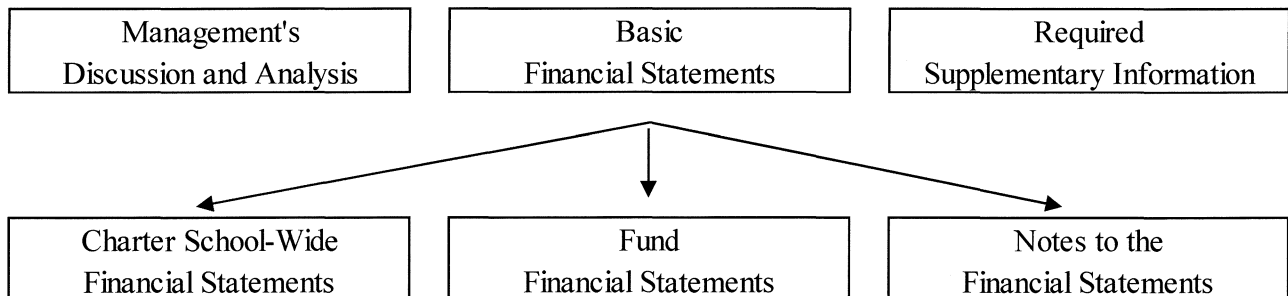 Management's
Discussion and Analysis
Basic
Financial Statements
Required
Supplementary Information
Charter School-Wide
Financial Statements
Fund
Financial Statements
Notes to the
Financial Statements